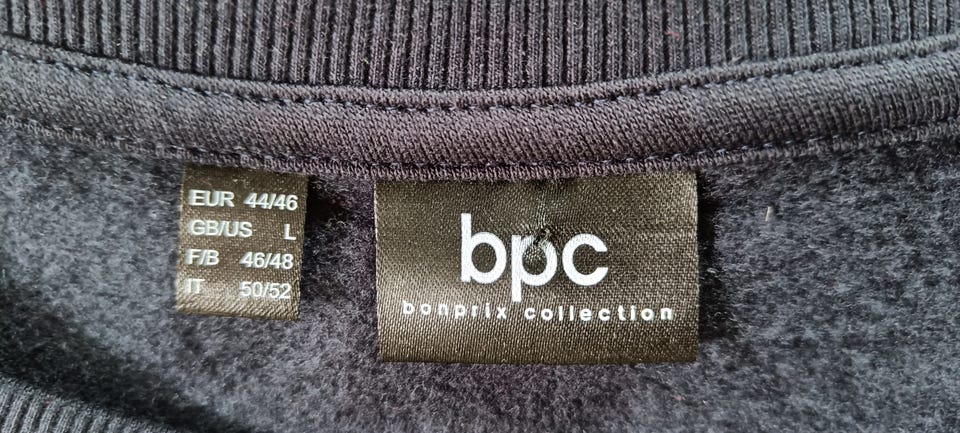 EUR 44/46
GB/US L
F/B 46/48
IT 50/52
bpc
bonprix collection